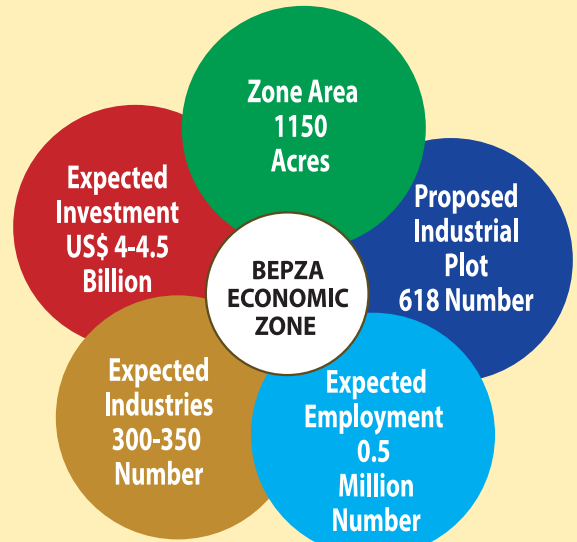 Zone Area
1150
Acres
Expected
Investment
US$ 4-4.5
Billion
Proposed
Industrial
Plot
618 Number
BEPZA
ECONOMIC
ZONE
Expected
Industries
300-350
Number
Expected
Employment
0.5
Million
Number